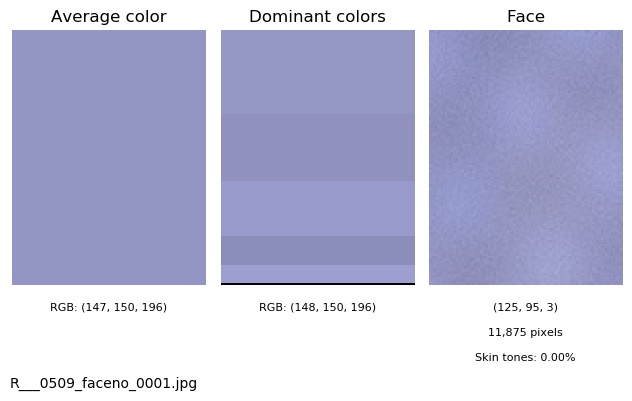 Average color
Dominant colors
Face
RGB: (147, 150, 196)
RGB: (148, 150, 196)
(125, 95, 3)
11,875 pixels
Skin tones: 0.00%
R___0509_faceno_0001.jpg